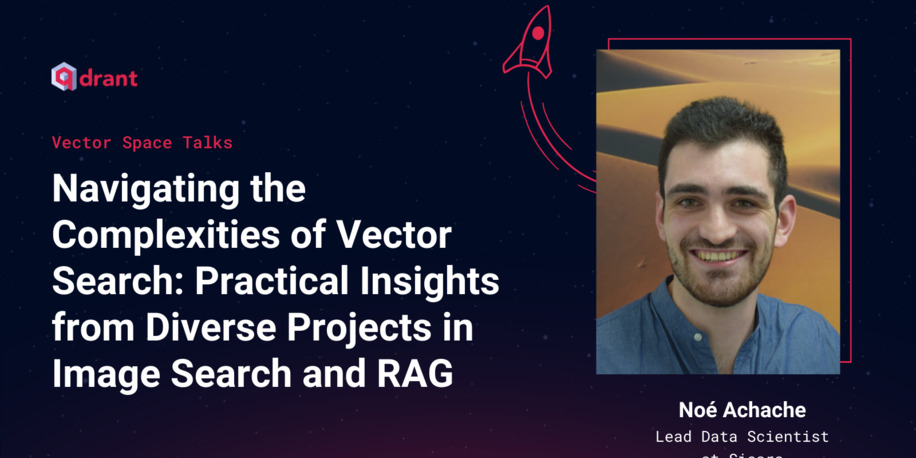 qdrant
Vector Space Talks
Navigating the
Complexities of Vector
Search: Practical Insights
from Diverse Projects in
Image Search and RAG
Noé Achache
Lead Data Scientist